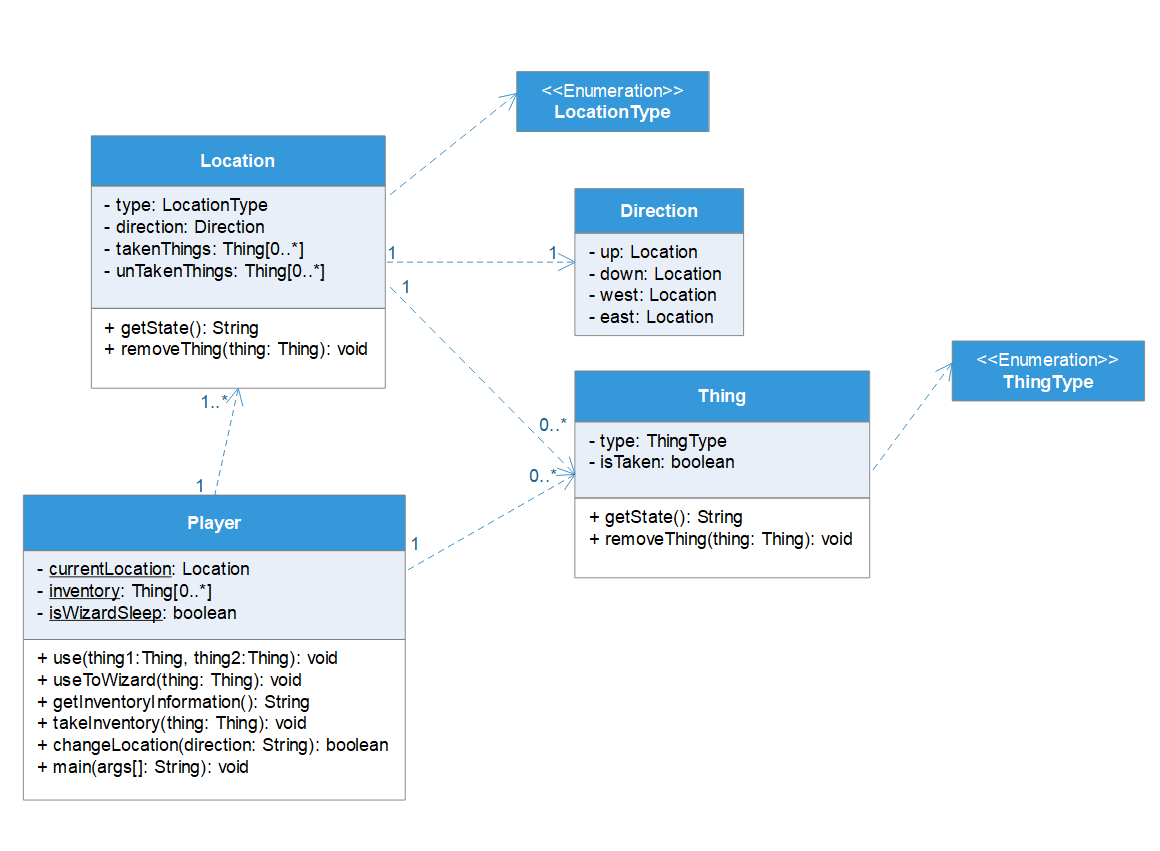 <<Enumeration>>
LocationType
Location
- type: LocationType
- direction: Direction
- takenThings: Thing[0..*]
- unTakenThings: Thing[0..*]
+ getState(): String
+ removeThing(thing: Thing): void
Direction
- up: Location
- down: Location
- west: Location
- east: Location
1
1
1
<<Enumeration>>
ThingType
Thing
- type: ThingType
- isTaken: boolean
+ getState(): String
+ removeThing(thing: Thing): void
1..*
0..*
0..*
1
1
Player
- currentLocation: Location
- inventory: Thing[0..*]
- isWizardSleep: boolean
+ use(thing1:Thing, thing2:Thing): void
+ useToWizard(thing: Thing): void
+ getInventoryInformation(): String
+ takeInventory(thing: Thing): void
+ changeLocation(direction: String): boolean
+ main(args[]: String): void